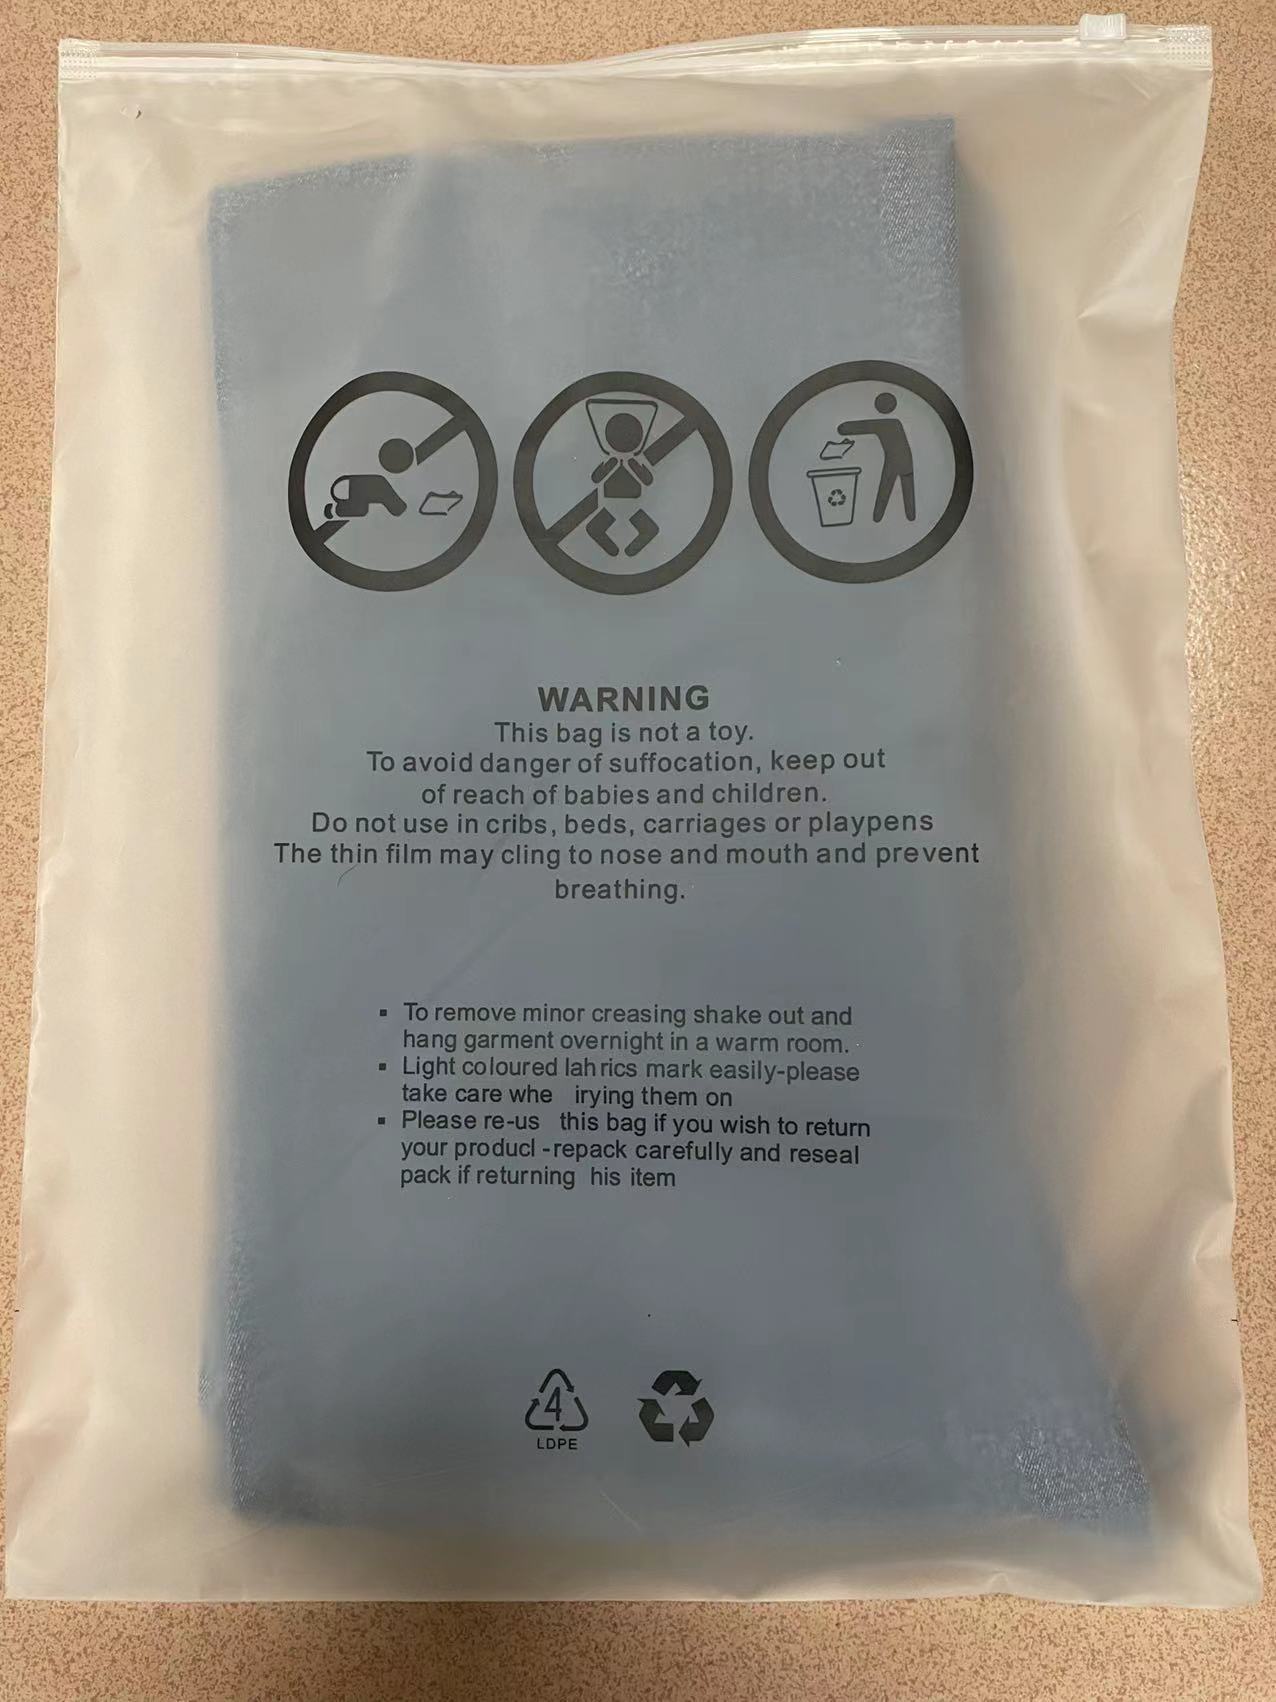 WARNING
This bag is not a toy.
To avoid danger of suffocation, keep out
of reach of babies and children.
Do not use in cribs, beds, carriages or playpens
The thin film may cling to nose and mouth and prevent
breathing.
▪ To remove minor creasing shake out and
hang garment overnight in a warm room.
▪ Light coloured lahrics mark easily-please
take care whe irying them on
▪ Please re-us this bag if you wish to return
your producl -repack carefully and reseal
pack if returning his item
4
LDPE